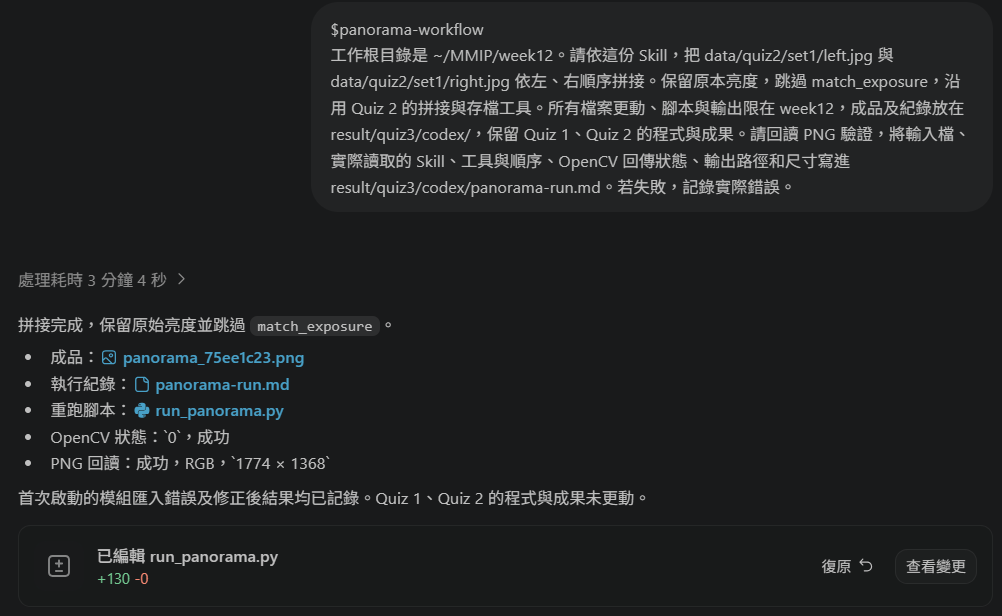 $panorama-workflow
工作根目錄是 ~/MMIP/week12。請依這份 Skill，把 data/quiz2/set1/left.jpg 與
data/quiz2/set1/right.jpg 依左、右順序拼接。保留原本亮度，跳過 match_exposure，沿
用 Quiz 2 的拼接與存檔工具。所有檔案更動、腳本與輸出限在 week12，成品及紀錄放在
result/quiz3/codex/，保留 Quiz 1、Quiz 2 的程式與成果。請回讀 PNG 驗證，將輸入檔、
實際讀取的 Skill、工具與順序、OpenCV 回傳狀態、輸出路徑和尺寸寫進
result/quiz3/codex/panorama-run.md。若失敗，記錄實際錯誤。
處理耗時 3 分鐘 4 秒 >
拼接完成，保留原始亮度並跳過 match_exposure 。
• 成品： panorama_75ee1c23.png
• 執行紀錄： panorama-run.md
• 重跑腳本： run_panorama.py
• OpenCV 狀態：`0`，成功
• PNG 回讀：成功，RGB，`1774 × 1368`
首次啟動的模組匯入錯誤及修正後結果均已記錄。Quiz 1、Quiz 2 的程式與成果未更動。
已編輯 run_panorama.py
+130 -0
復原 查看變更